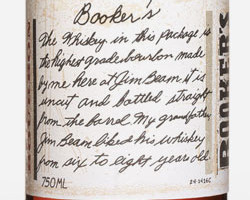 Booker's
The Whiskey in this package is
the highest grade bourbon made
by me here at Jim Beam. It is
uncut and bottled straight
from the barrel. My grandfather,
Jim Beam liked his whiskey
from six to eight years old.
750ML
BOOKER'S